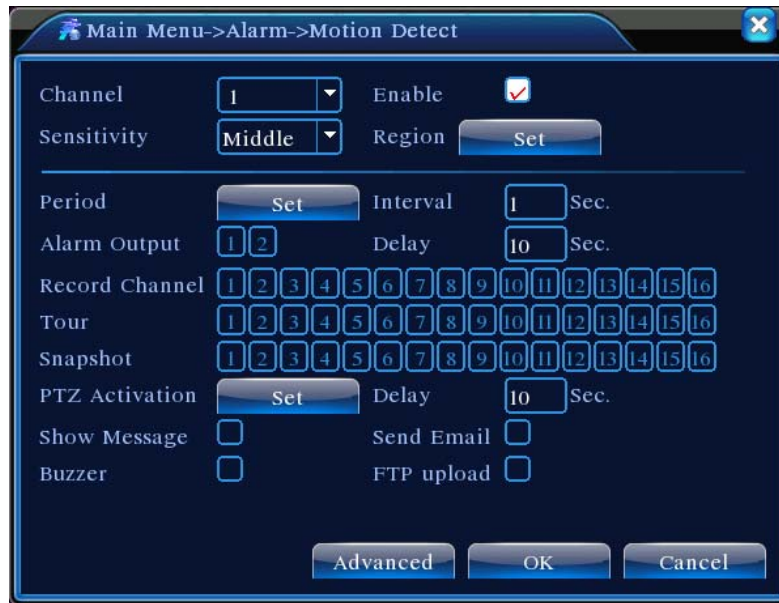 Main Menu->Alarm->Motion Detect
Channel 1 Enable
Sensitivity Middle Region Set
Period Set Interval 1 Sec.
Alarm Output 1 2 Delay 10 Sec.
Record Channel 1 2 3 4 5 6 7 8 9 10 11 12 13 14 15 16
Tour 1 2 3 4 5 6 7 8 9 10 11 12 13 14 15 16
Snapshot 1 2 3 4 5 6 7 8 9 10 11 12 13 14 15 16
PTZ Activation Set Delay 10 Sec.
Show Message Send Email
Buzzer FTP upload
Advanced OK Cancel